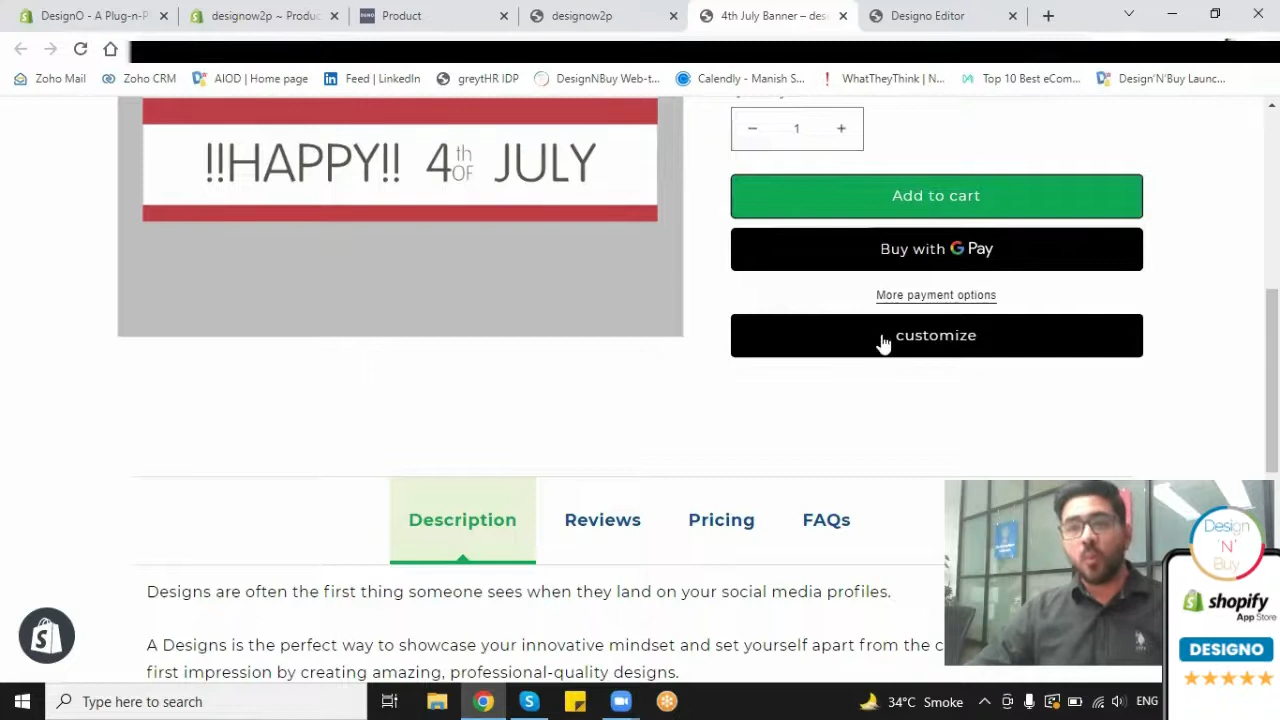 DesignO - A Plug-n-P
designow2p ~ Produc
Product
designow2p
4th July Banner – des
Designo Editor
Zoho Mail
Zoho CRM
AIOD | Home page
Feed | LinkedIn
greytHR IDP
DesignNBuy Web-t...
Calendly - Manish S...
WhatTheyThink | N...
Top 10 Best eCom...
Design'N'Buy Launc...
!!HAPPY!! 4th OF JULY
1
Add to cart
Buy with G Pay
More payment options
customize
Description
Reviews
Pricing
FAQs
Designs are often the first thing someone sees when they land on your social media profiles.
A Designs is the perfect way to showcase your innovative mindset and set yourself apart from the c
first impression by creating amazing, professional-quality designs.
Design
'N'
Buy
shopify
App Store
DESIGNO
Type here to search
34°C Smoke
ENG